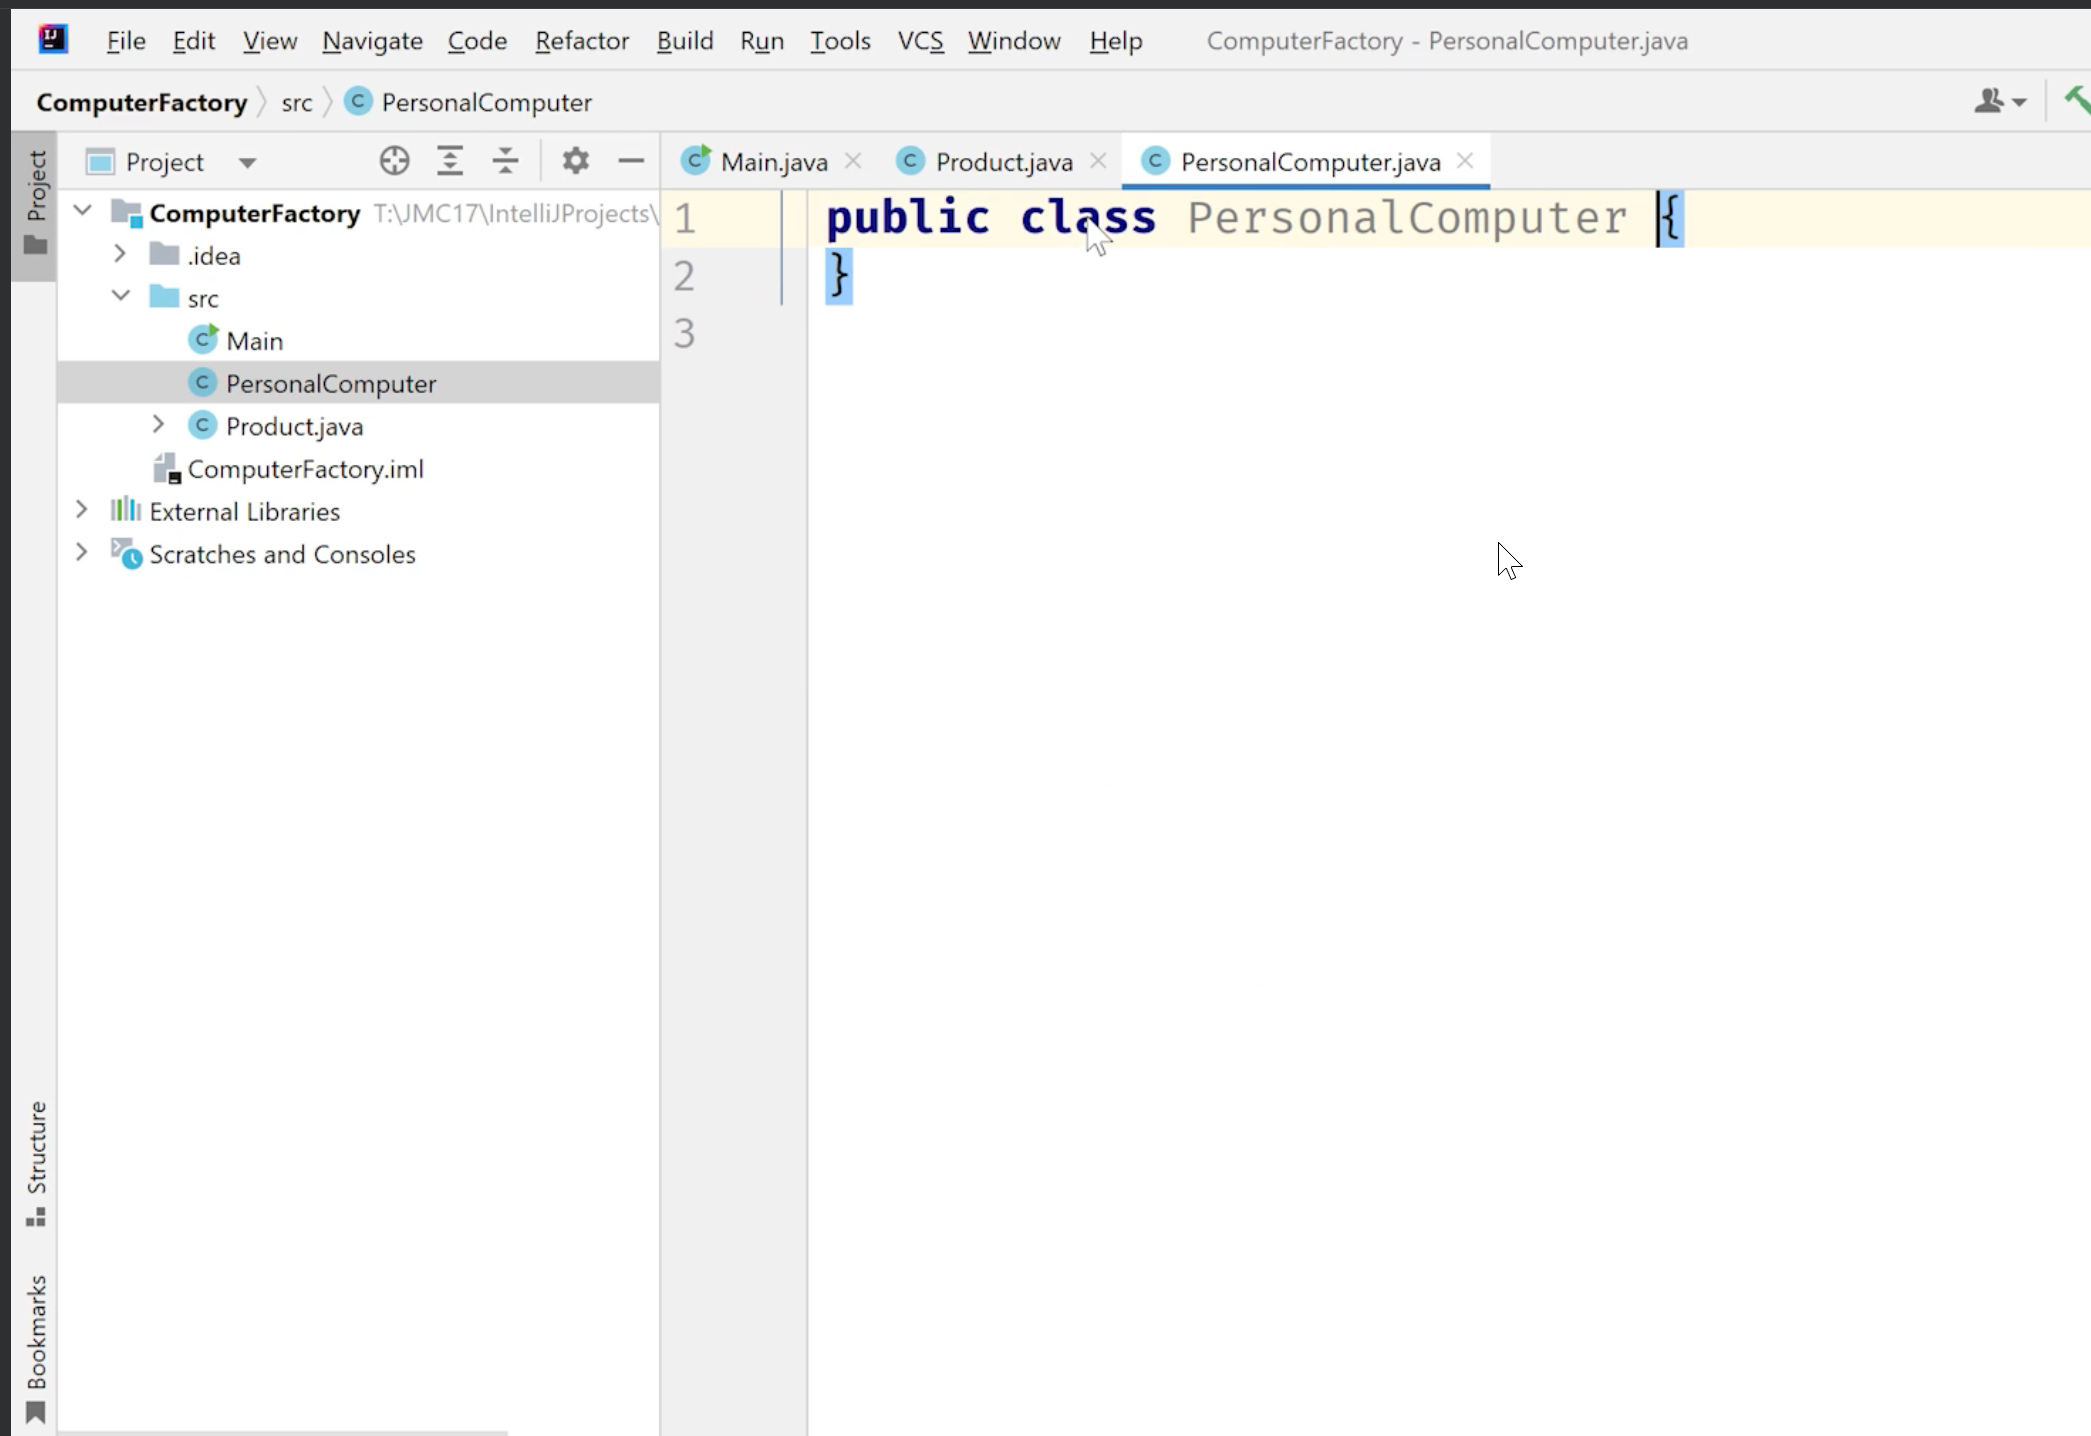 File Edit View Navigate Code Refactor Build Run Tools VCS Window Help ComputerFactory - PersonalComputer.java
ComputerFactory src PersonalComputer
Project
Project
Main.java Product.java PersonalComputer.java
ComputerFactory T:\JMC17\IntelliJProjects\
.idea
src
Main
PersonalComputer
Product.java
ComputerFactory.iml
External Libraries
Scratches and Consoles
1 public class PersonalComputer {
2 }
3
Structure
Bookmarks